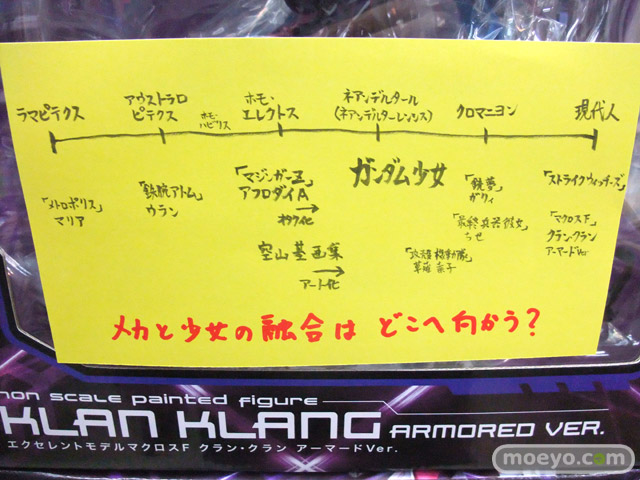 ラマピテクス
アウストラロ
ピテクス
ホモ・
ハビリス
ホモ・
エレクトス
ネアンデルタール
(ネアンデルターレンシス)
クロマニヨン
現代人
「メトロポリス」
マリア
「鉄腕アトム」
ウラン
「マジンガーZ」
アフロダイA
オタク化
空山基画集
アート化
ガンダム少女
「攻殻機動隊」
草薙素子
「銃夢」
ガリィ
「最終兵器彼女」
ちせ
「ストライクウィッチーズ」
「マクロスF」
クラン・クラン
アーマードVer
メカと少女の融合は どこへ向かう?
non scale painted figure
KLAN KLANG ARMORED VER.
エクセレントモデルマクロスF クラン・クラン アーマードVer.
moeyo.com